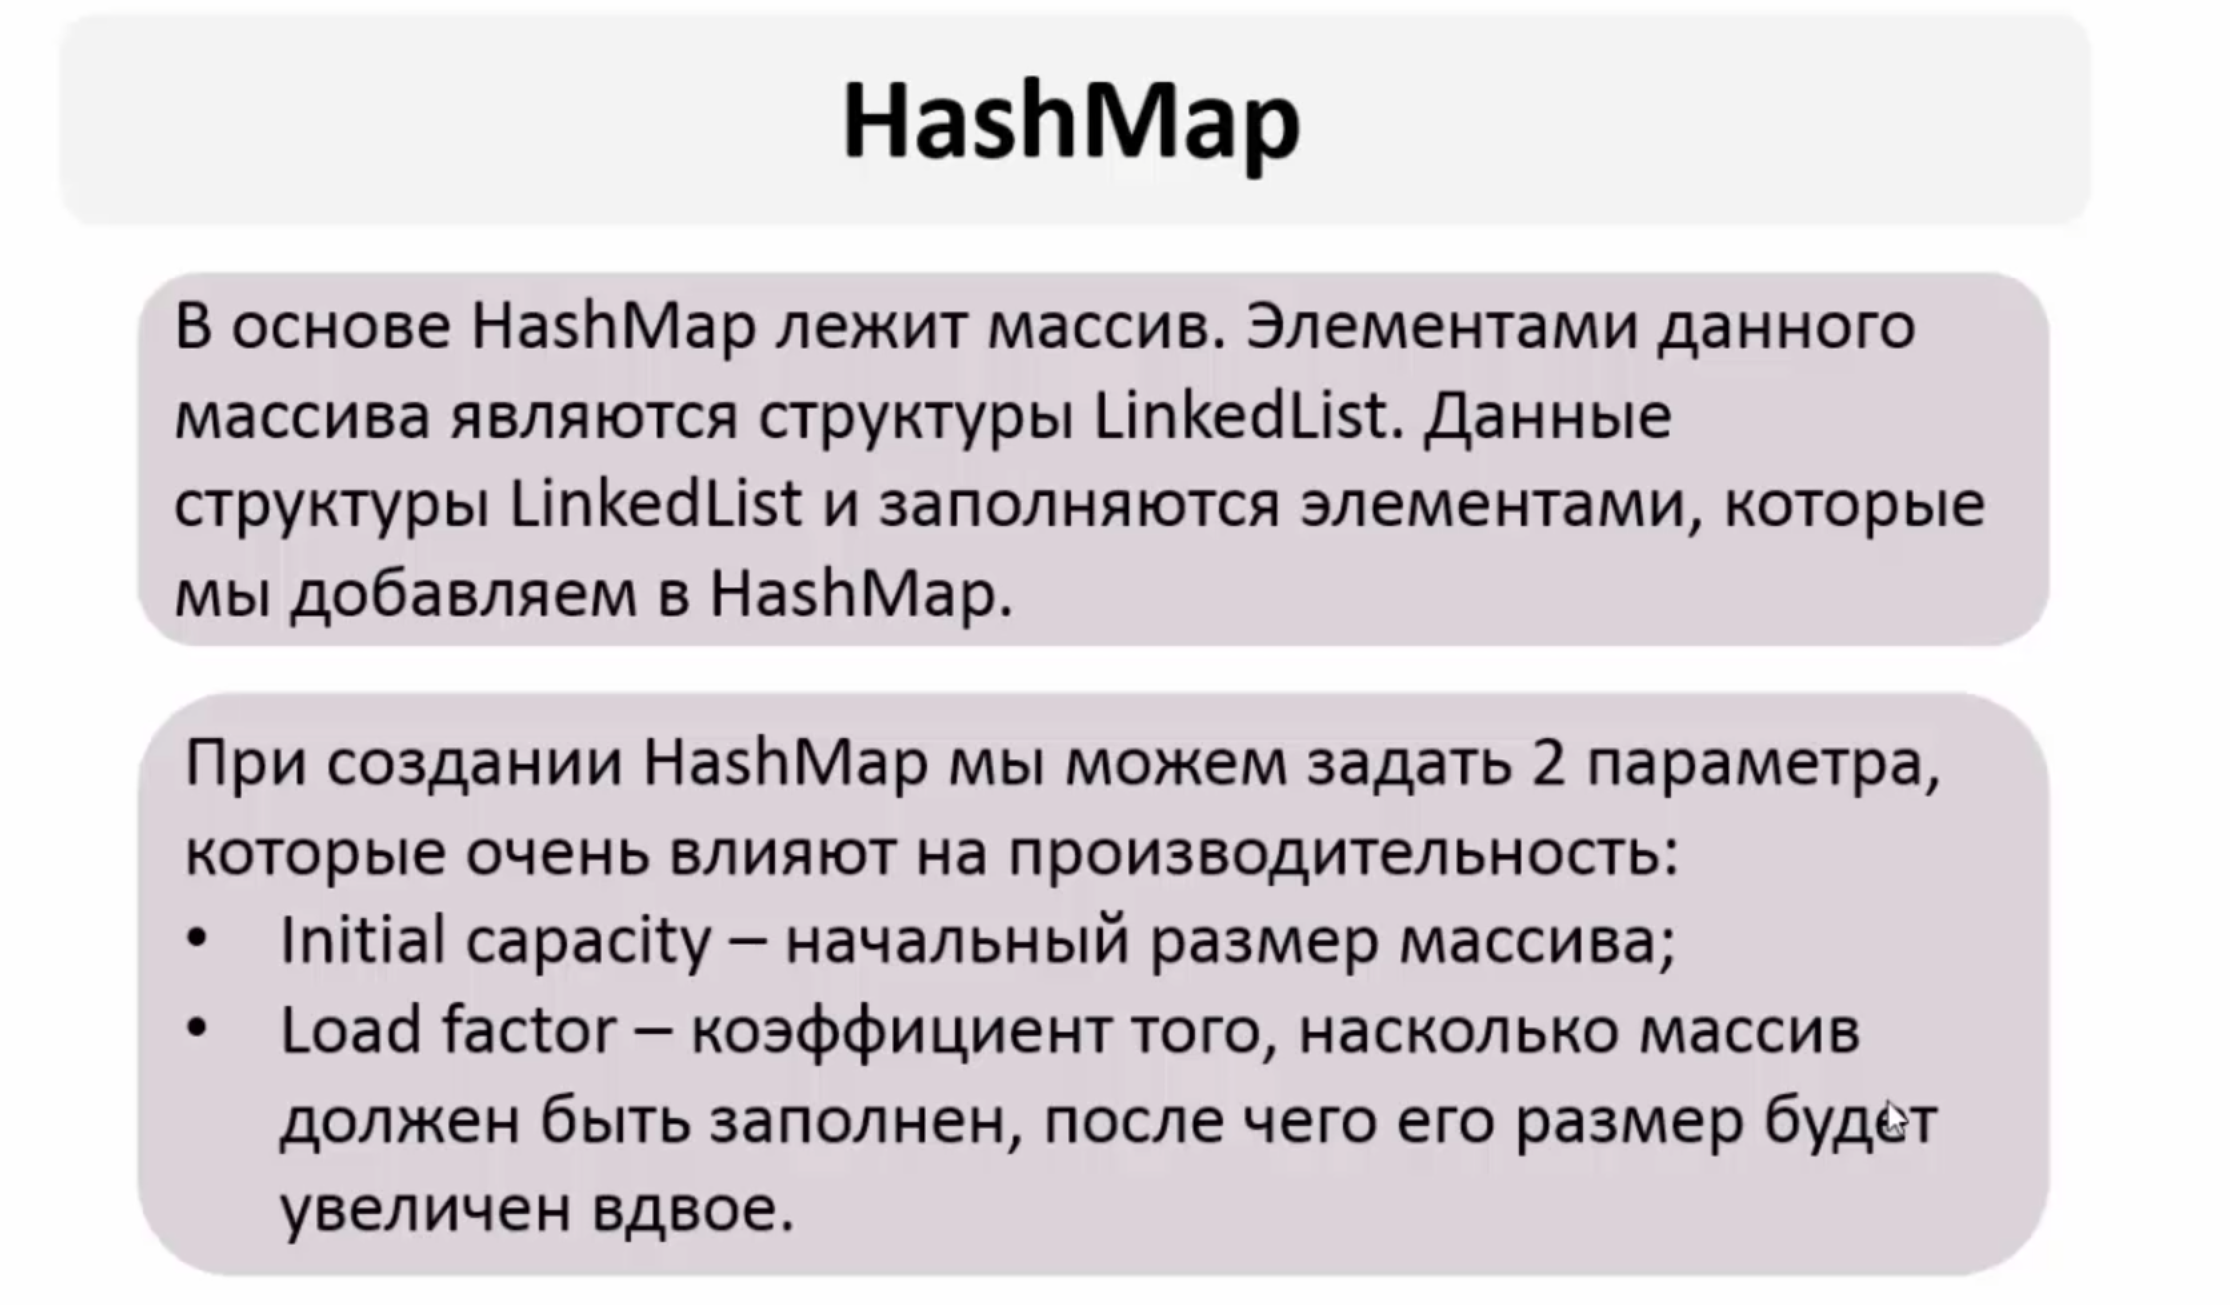 HashMap
В основе HashMap лежит массив. Элементами данного
массива являются структуры LinkedList. Данные
структуры LinkedList и заполняются элементами, которые
мы добавляем в HashMap.
При создании HashMap мы можем задать 2 параметра,
которые очень влияют на производительность:
• Initial capacity – начальный размер массива;
• Load factor – коэффициент того, насколько массив
должен быть заполнен, после чего его размер будет
увеличен вдвое.